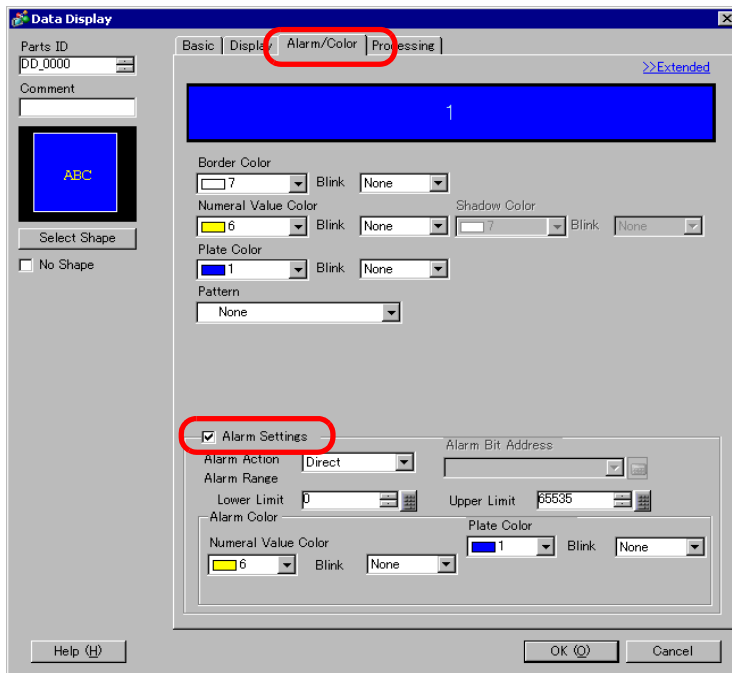 Data Display
Parts ID
DD_0000
Comment
ABC
Select Shape
No Shape
Basic Display Alarm/Color Processing
>>Extended
1
Border Color
7 Blink None
Numeral Value Color Shadow Color
6 Blink None 7 Blink None
Plate Color
1 Blink None
Pattern
None
Alarm Settings
Alarm Bit Address
Alarm Action Direct
Alarm Range
Lower Limit 0 Upper Limit 65535
Alarm Color
Plate Color
Numeral Value Color
1 Blink None
6 Blink None
Help (H) OK (O) Cancel